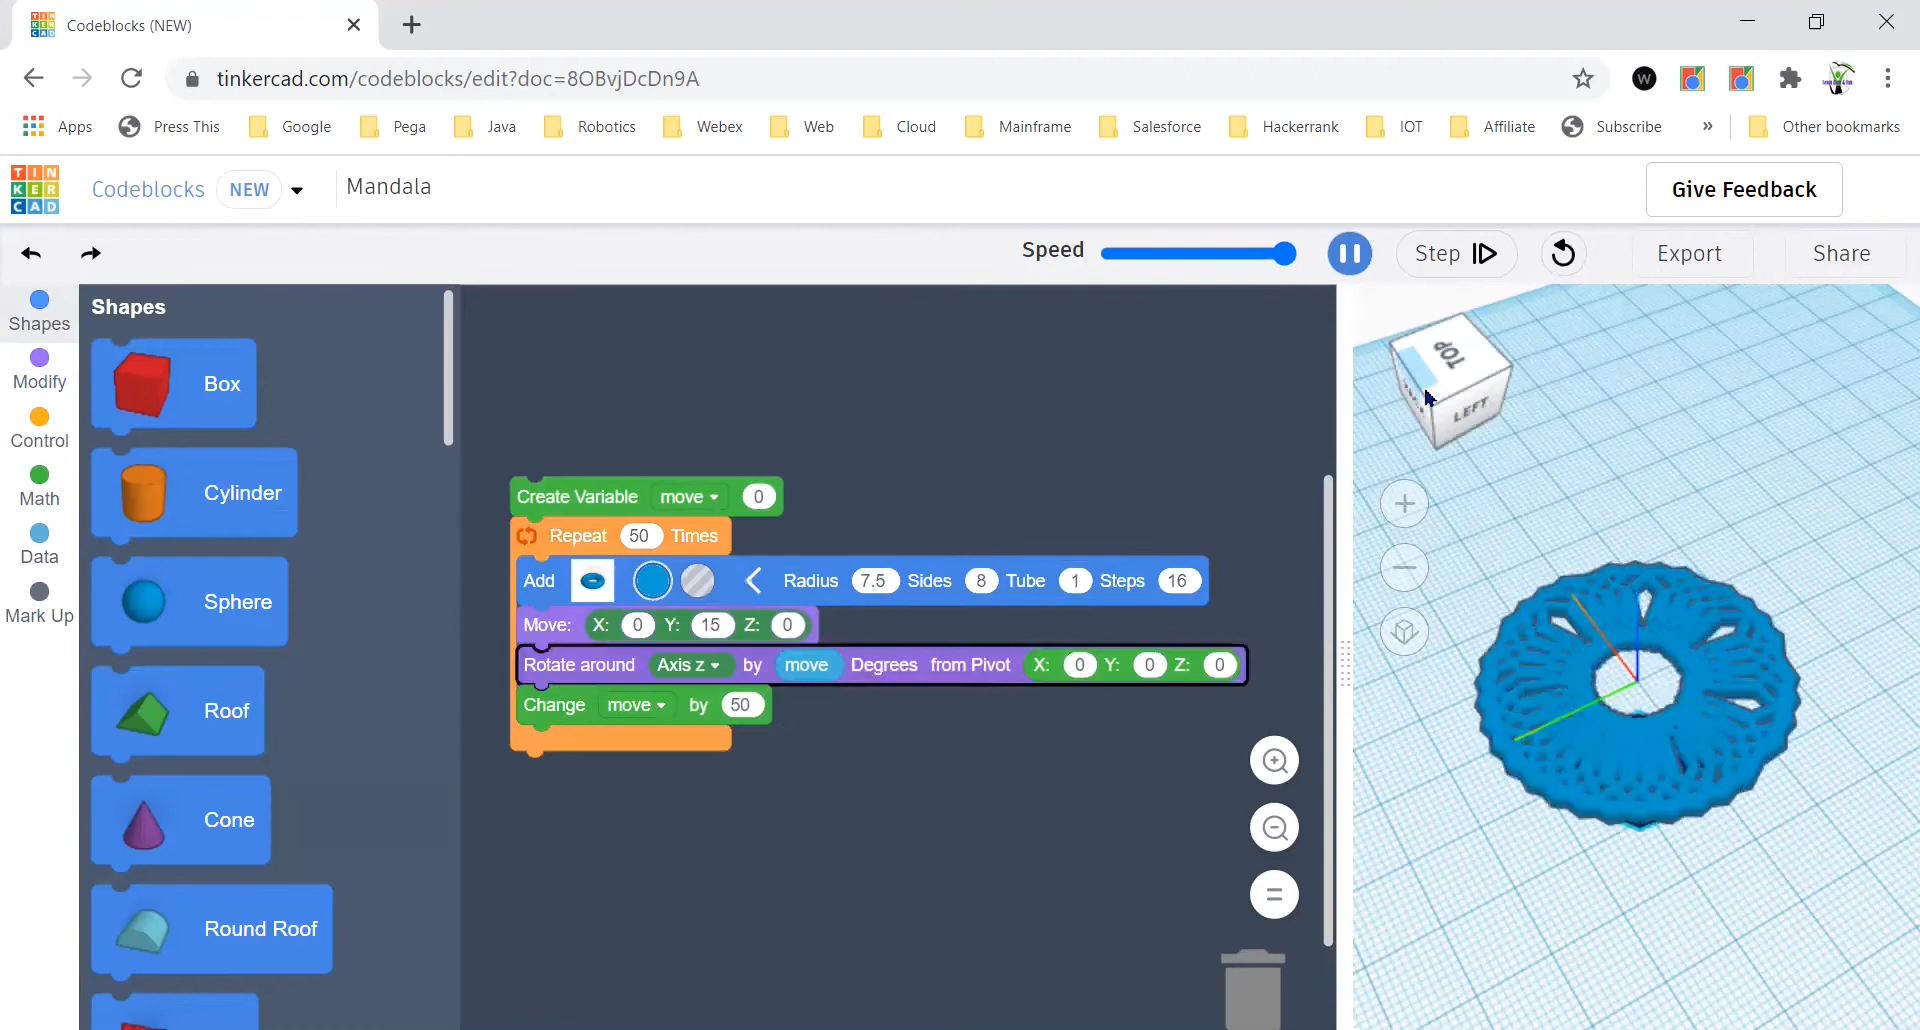 Codeblocks (NEW)
tinkercad.com/codeblocks/edit?doc=8OBvjDcDn9A
W
Apps Press This Google Pega Java Robotics Webex Web Cloud Mainframe Salesforce Hackerrank IOT Affiliate Subscribe » Other bookmarks
TIN
KER
CAD
Codeblocks NEW Mandala Give Feedback
Speed Step Export Share
Shapes
Modify
Control
Math
Data
Mark Up
Shapes
Box
Cylinder
Sphere
Roof
Cone
Round Roof
Create Variable move 0
Repeat 50 Times
Add Radius 7.5 Sides 8 Tube 1 Steps 16
Move: X: 0 Y: 15 Z: 0
Rotate around Axis z by move Degrees from Pivot X: 0 Y: 0 Z: 0
Change move by 50
TOP
LEFT